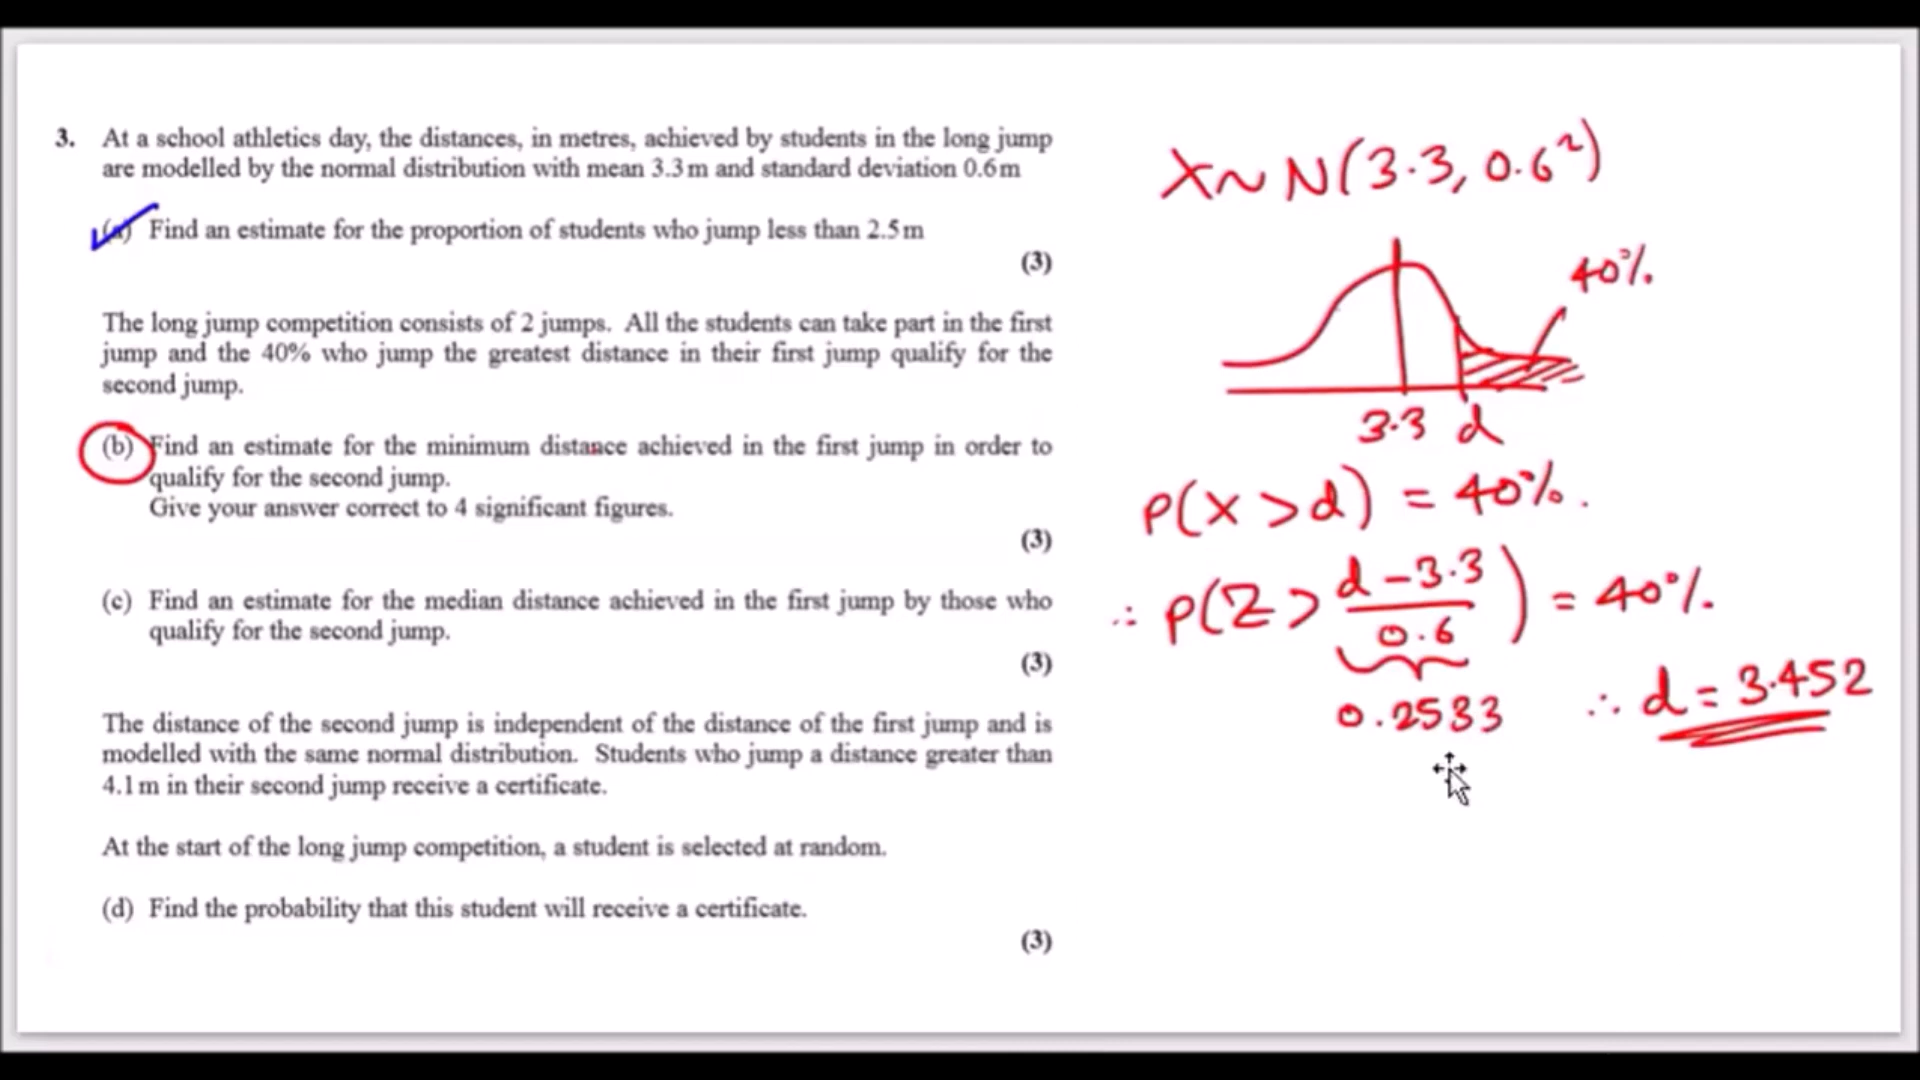 3. At a school athletics day, the distances, in metres, achieved by students in the long jump
are modelled by the normal distribution with mean 3.3 m and standard deviation 0.6 m
(a) Find an estimate for the proportion of students who jump less than 2.5 m
(3)
The long jump competition consists of 2 jumps. All the students can take part in the first
jump and the 40% who jump the greatest distance in their first jump qualify for the
second jump.
(b) Find an estimate for the minimum distance achieved in the first jump in order to
qualify for the second jump.
Give your answer correct to 4 significant figures.
(3)
(c) Find an estimate for the median distance achieved in the first jump by those who
qualify for the second jump.
(3)
The distance of the second jump is independent of the distance of the first jump and is
modelled with the same normal distribution. Students who jump a distance greater than
4.1 m in their second jump receive a certificate.
At the start of the long jump competition, a student is selected at random.
(d) Find the probability that this student will receive a certificate.
(3)
X~N(3.3, 0.6²)
40%
3.3 d
P(X > d) = 40%.
∴ P(Z > d - 3.3 / 0.6) = 40%.
0.2533
∴ d = 3.452